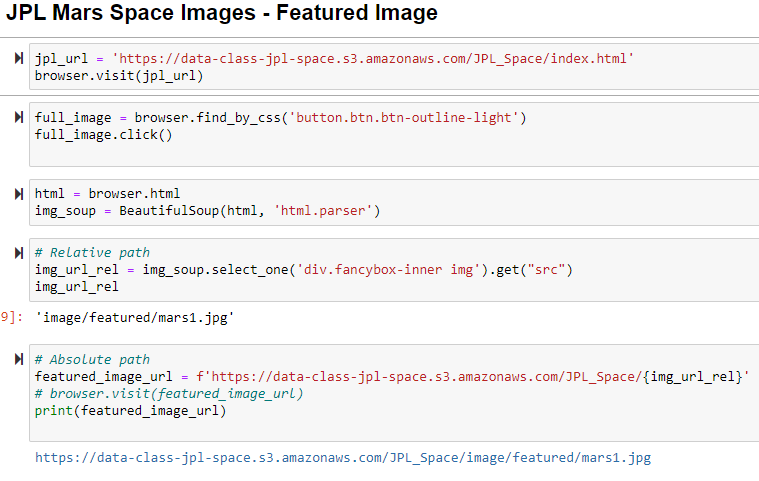 JPL Mars Space Images - Featured Image
jpl_url = 'https://data-class-jpl-space.s3.amazonaws.com/JPL_Space/index.html'
browser.visit(jpl_url)
full_image = browser.find_by_css('button.btn.btn-outline-light')
full_image.click()
html = browser.html
img_soup = BeautifulSoup(html, 'html.parser')
# Relative path
img_url_rel = img_soup.select_one('div.fancybox-inner img').get("src")
img_url_rel
9]: 'image/featured/mars1.jpg'
# Absolute path
featured_image_url = f'https://data-class-jpl-space.s3.amazonaws.com/JPL_Space/{img_url_rel}'
# browser.visit(featured_image_url)
print(featured_image_url)
https://data-class-jpl-space.s3.amazonaws.com/JPL_Space/image/featured/mars1.jpg